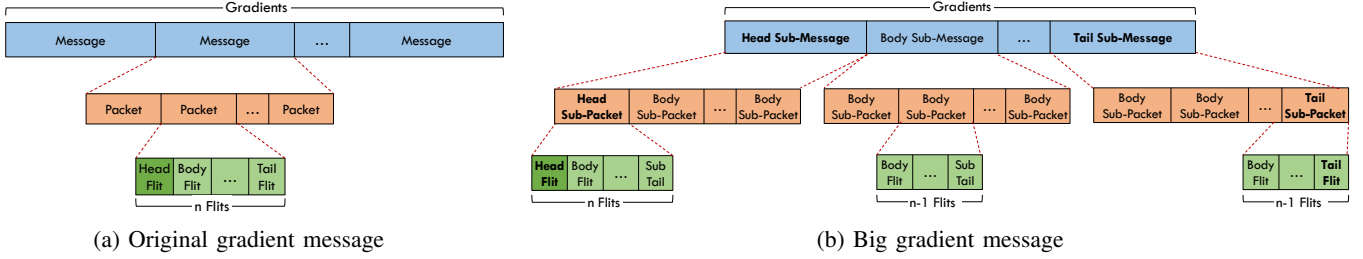 Gradients
Message Message ... Message
Packet Packet ... Packet
Head Body ... Tail
Flit Flit Flit
n Flits
(a) Original gradient message
Gradients
Head Sub-Message Body Sub-Message ... Tail Sub-Message
Head Body ... Body
Sub-Packet Sub-Packet Sub-Packet
Body Body ... Body
Sub-Packet Sub-Packet Sub-Packet
Body Body ... Tail
Sub-Packet Sub-Packet Sub-Packet
Head Body ... Sub
Flit Flit Tail
n Flits
Body ... Sub
Flit Tail
n-1 Flits
Body ... Tail
Flit Flit
n-1 Flits
(b) Big gradient message